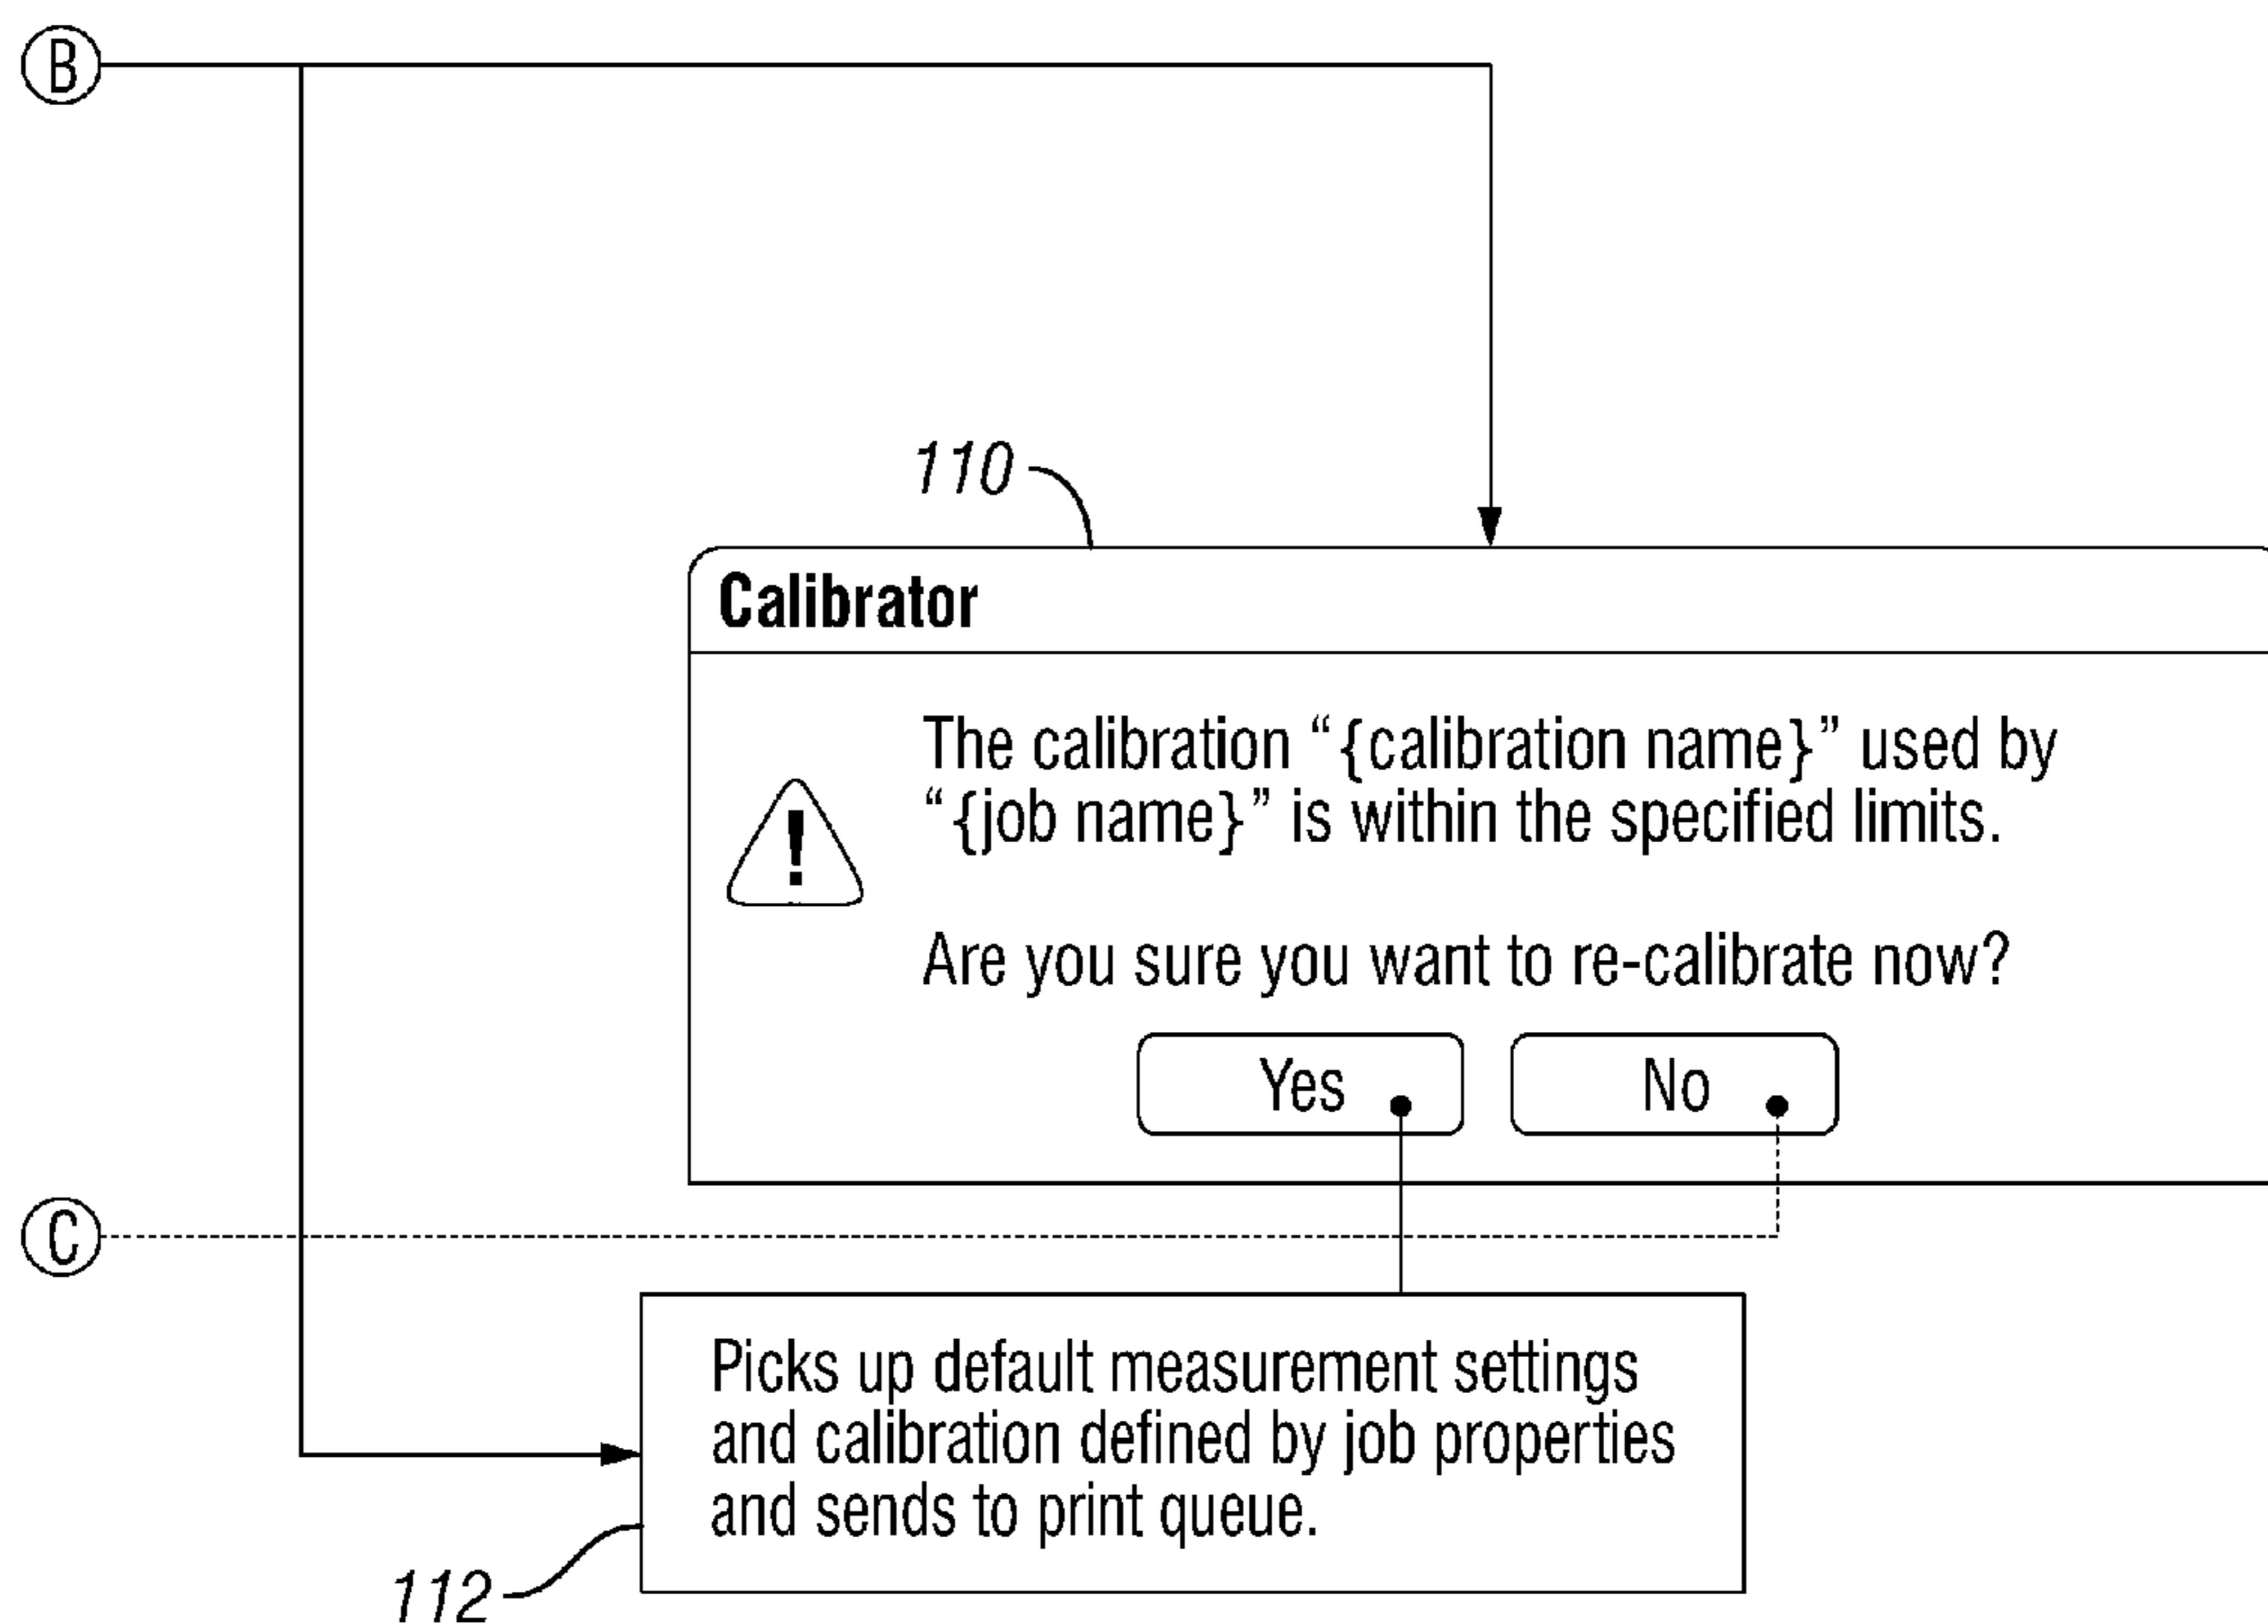 B
110
Calibrator
The calibration “{calibration name}” used by
“{job name}” is within the specified limits.
!
Are you sure you want to re-calibrate now?
Yes No
C
Picks up default measurement settings
and calibration defined by job properties
and sends to print queue.
112